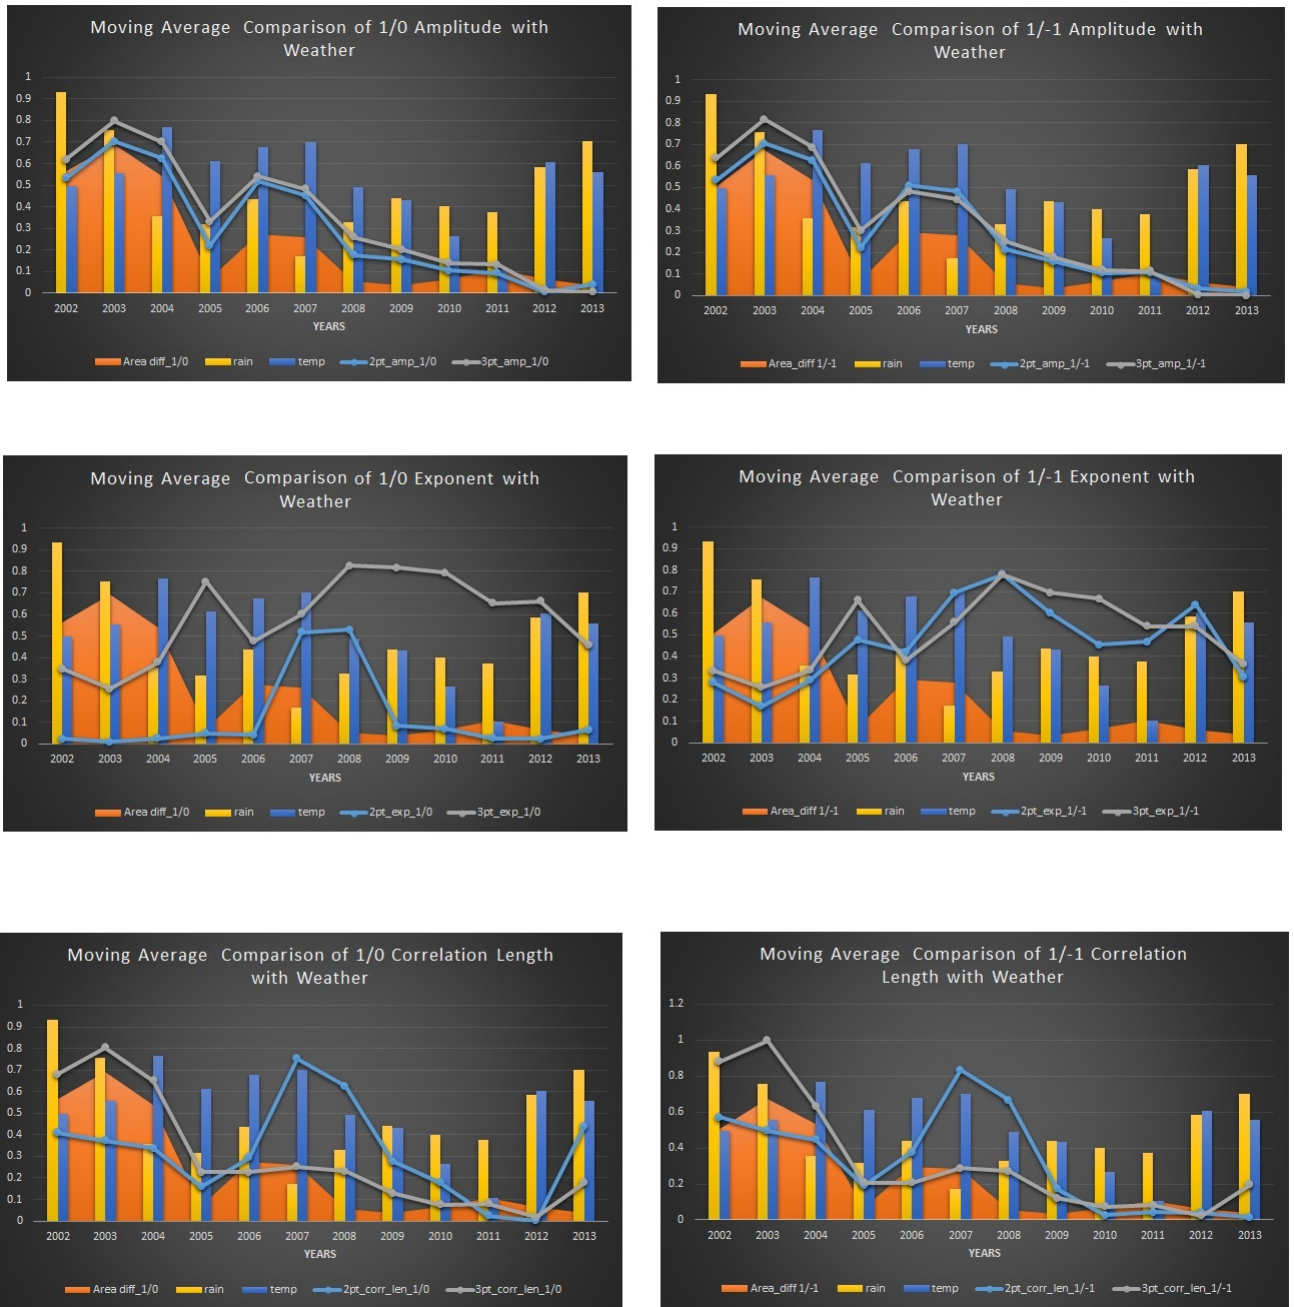 Moving Average Comparison of 1/0 Amplitude with
Weather
1
0.9
0.8
0.7
0.6
0.5
0.4
0.3
0.2
0.1
0
2002 2003 2004 2005 2006 2007 2008 2009 2010 2011 2012 2013
YEARS
Area diff_1/0 rain temp 2pt_amp_1/0 3pt_amp_1/0
Moving Average Comparison of 1/-1 Amplitude with
Weather
1
0.9
0.8
0.7
0.6
0.5
0.4
0.3
0.2
0.1
0
2002 2003 2004 2005 2006 2007 2008 2009 2010 2011 2012 2013
YEARS
Area_diff 1/-1 rain temp 2pt_amp_1/-1 3pt_amp_1/-1
Moving Average Comparison of 1/0 Exponent with
Weather
1
0.9
0.8
0.7
0.6
0.5
0.4
0.3
0.2
0.1
0
2002 2003 2004 2005 2006 2007 2008 2009 2010 2011 2012 2013
YEARS
Area diff_1/0 rain temp 2pt_exp_1/0 3pt_exp_1/0
Moving Average Comparison of 1/-1 Exponent with
Weather
1
0.9
0.8
0.7
0.6
0.5
0.4
0.3
0.2
0.1
0
2002 2003 2004 2005 2006 2007 2008 2009 2010 2011 2012 2013
YEARS
Area_diff 1/-1 rain temp 2pt_exp_1/-1 3pt_exp_1/-1
Moving Average Comparison of 1/0 Correlation Length
with Weather
1
0.9
0.8
0.7
0.6
0.5
0.4
0.3
0.2
0.1
0
2002 2003 2004 2005 2006 2007 2008 2009 2010 2011 2012 2013
YEARS
Area diff_1/0 rain temp 2pt_corr_len_1/0 3pt_corr_len_1/0
Moving Average Comparison of 1/-1 Correlation
Length with Weather
1.2
1
0.8
0.6
0.4
0.2
0
2002 2003 2004 2005 2006 2007 2008 2009 2010 2011 2012 2013
YEARS
Area_diff 1/-1 rain temp 2pt_corr_len_1/-1 3pt_corr_len_1/-1